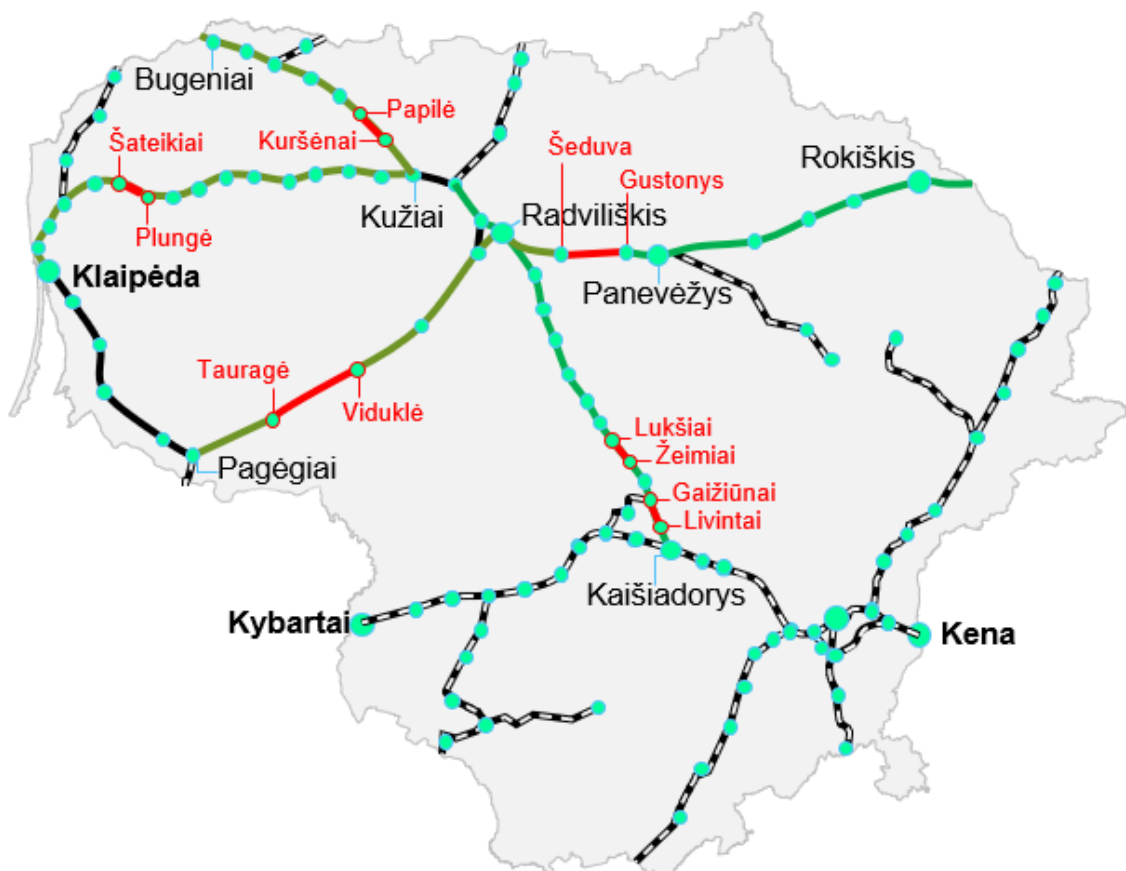 Bugeniai
Papilė
Kuršėnai
Šateikiai
Šeduva
Rokiškis
Gustonys
Kužiai
Radviliškis
Plungė
Klaipėda
Panevėžys
Tauragė
Viduklė
Lukšiai
Žeimiai
Pagėgiai
Gaižiūnai
Livintai
Kaišiadorys
Kybartai
Kena